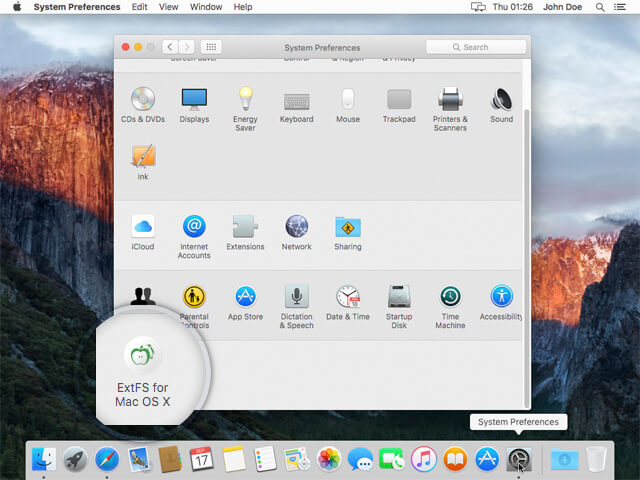 System Preferences Edit View Window Help Thu 01:26 John Doe
System Preferences
Search
Screen Saver Control & Region & Privacy
CDs & DVDs Displays Energy Saver Keyboard Mouse Trackpad Printers & Scanners Sound
Ink
iCloud Internet Accounts Extensions Network Sharing
Parental Controls App Store Dictation & Speech Date & Time Startup Disk Time Machine Accessibility
ExtFS for
Mac OS X
System Preferences
SEP
17